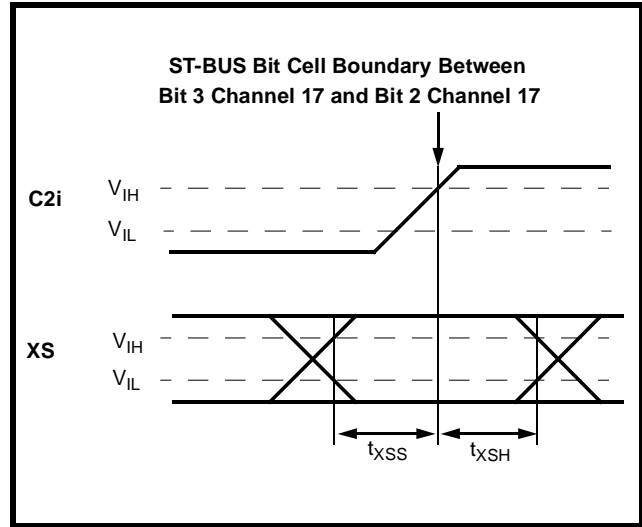 ST-BUS Bit Cell Boundary Between
Bit 3 Channel 17 and Bit 2 Channel 17
C2i
VIH
VIL
XS
VIH
VIL
tXSS
tXSH